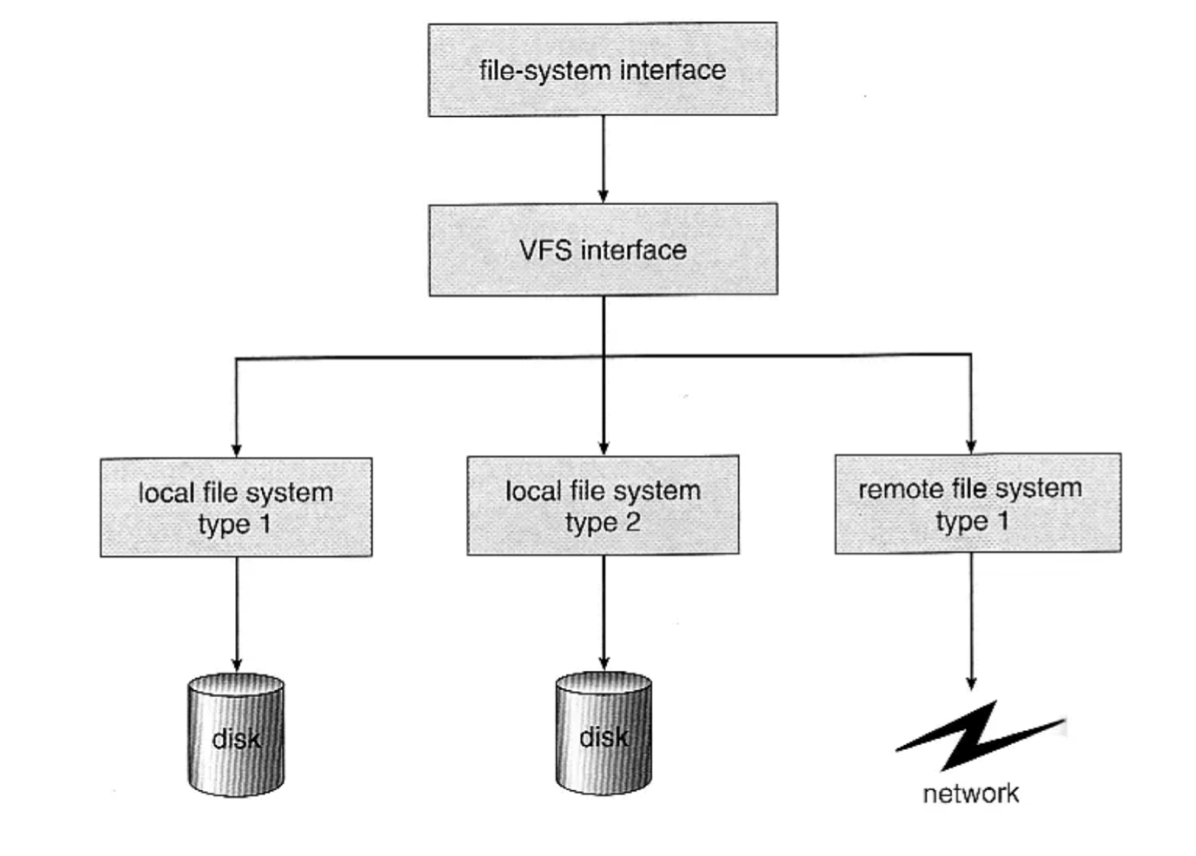 file-system interface
VFS interface
local file system
type 1
local file system
type 2
remote file system
type 1
disk
disk
network